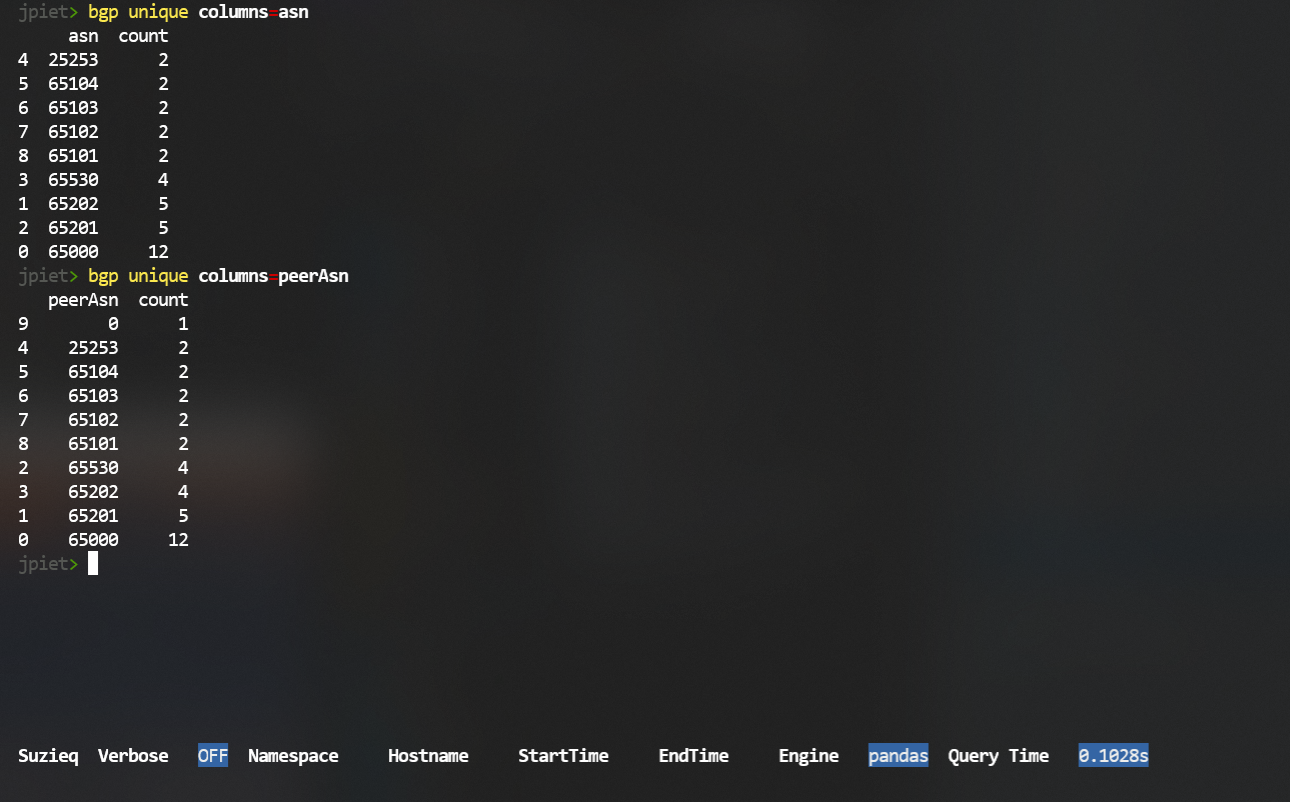 jpiet> bgp unique columns=asn
asn count
4 25253 2
5 65104 2
6 65103 2
7 65102 2
8 65101 2
3 65530 4
1 65202 5
2 65201 5
0 65000 12
jpiet> bgp unique columns=peerAsn
peerAsn count
9 0 1
4 25253 2
5 65104 2
6 65103 2
7 65102 2
8 65101 2
2 65530 4
3 65202 4
1 65201 5
0 65000 12
jpiet>
Suzieq Verbose OFF Namespace Hostname StartTime EndTime Engine pandas Query Time 0.1028s